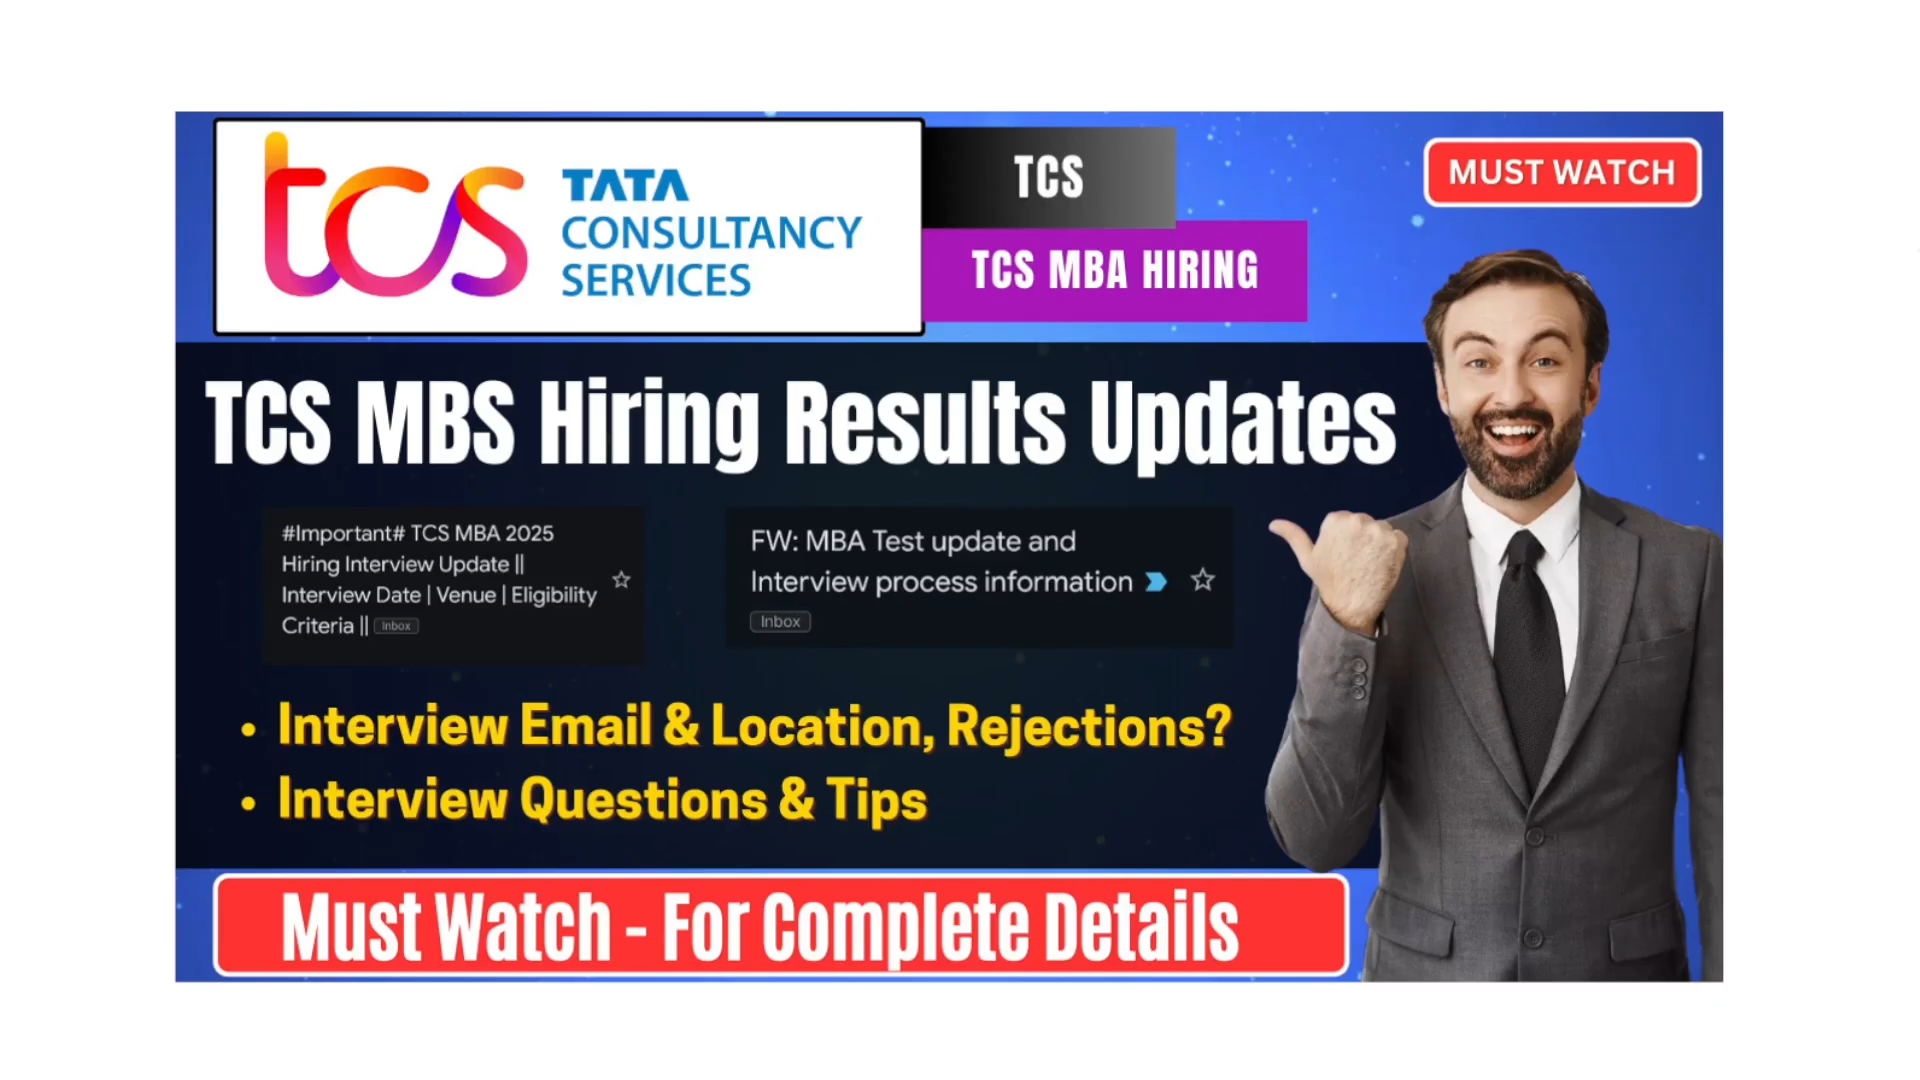 tcs
TATA
CONSULTANCY
SERVICES
TCS
TCS MBA HIRING
MUST WATCH
TCS MBS Hiring Results Updates
#Important# TCS MBA 2025
Hiring Interview Update ||
Interview Date | Venue | Eligibility
Criteria || Inbox
FW: MBA Test update and
Interview process information
Inbox
• Interview Email & Location, Rejections?
• Interview Questions & Tips
Must Watch - For Complete Details